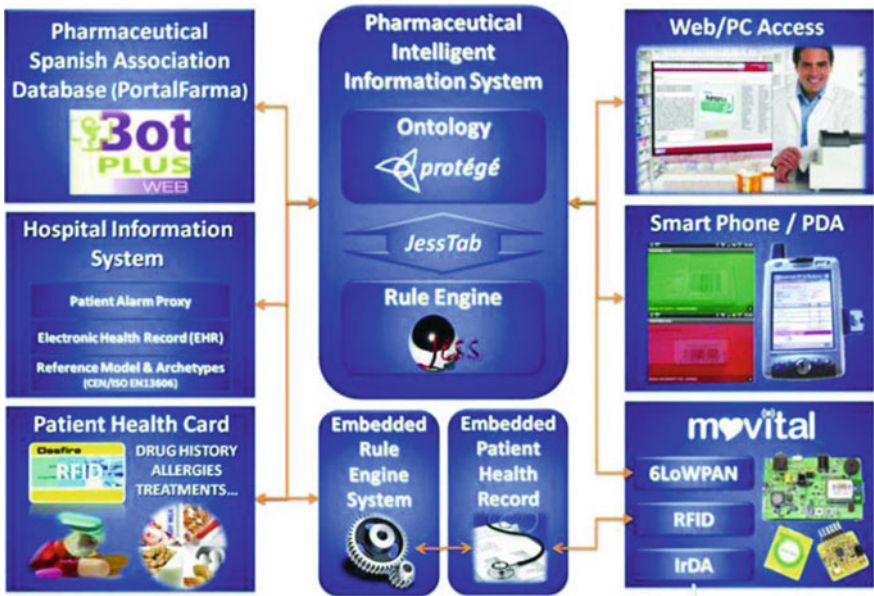 Pharmaceutical
Spanish Association
Database (PortalFarma)
Bot
PLUS
WEB
Hospital Information
System
Patient Alarm Proxy
Electronic Health Record (EHR)
Reference Model & Archetypes
(CEN/ISO EN13606)
Patient Health Card
Desfire
RFID
DRUG HISTORY
ALLERGIES
TREATMENTS...
Pharmaceutical
Intelligent
Information System
Ontology
protégé
JessTab
Rule Engine
Jess
Embedded
Rule
Engine
System
Embedded
Patient
Health
Record
Web/PC Access
Smart Phone / PDA
movital
6LoWPAN
RFID
IrDA